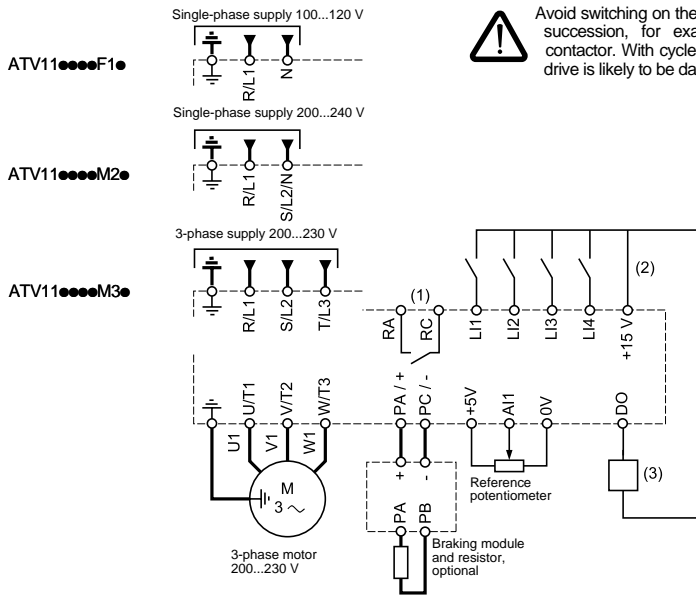 Single-phase supply 100...120 V
ATV11●●●●F1●
R/L1
N
Avoid switching on the
succession, for exa
contactor. With cycle
drive is likely to be da
Single-phase supply 200...240 V
ATV11●●●●M2●
R/L1
S/L2/N
3-phase supply 200...230 V
ATV11●●●●M3●
R/L1
S/L2
T/L3
(1)
RA
RC
LI1
LI2
LI3
LI4
+15 V
(2)
U/T1
V/T2
W/T3
PA / +
PC / -
+5V
AI1
0V
DO
U1
V1
W1
M
3 ~
+
-
PA
PB
Reference
potentiometer
(3)
3-phase motor
200...230 V
Braking module
and resistor,
optional